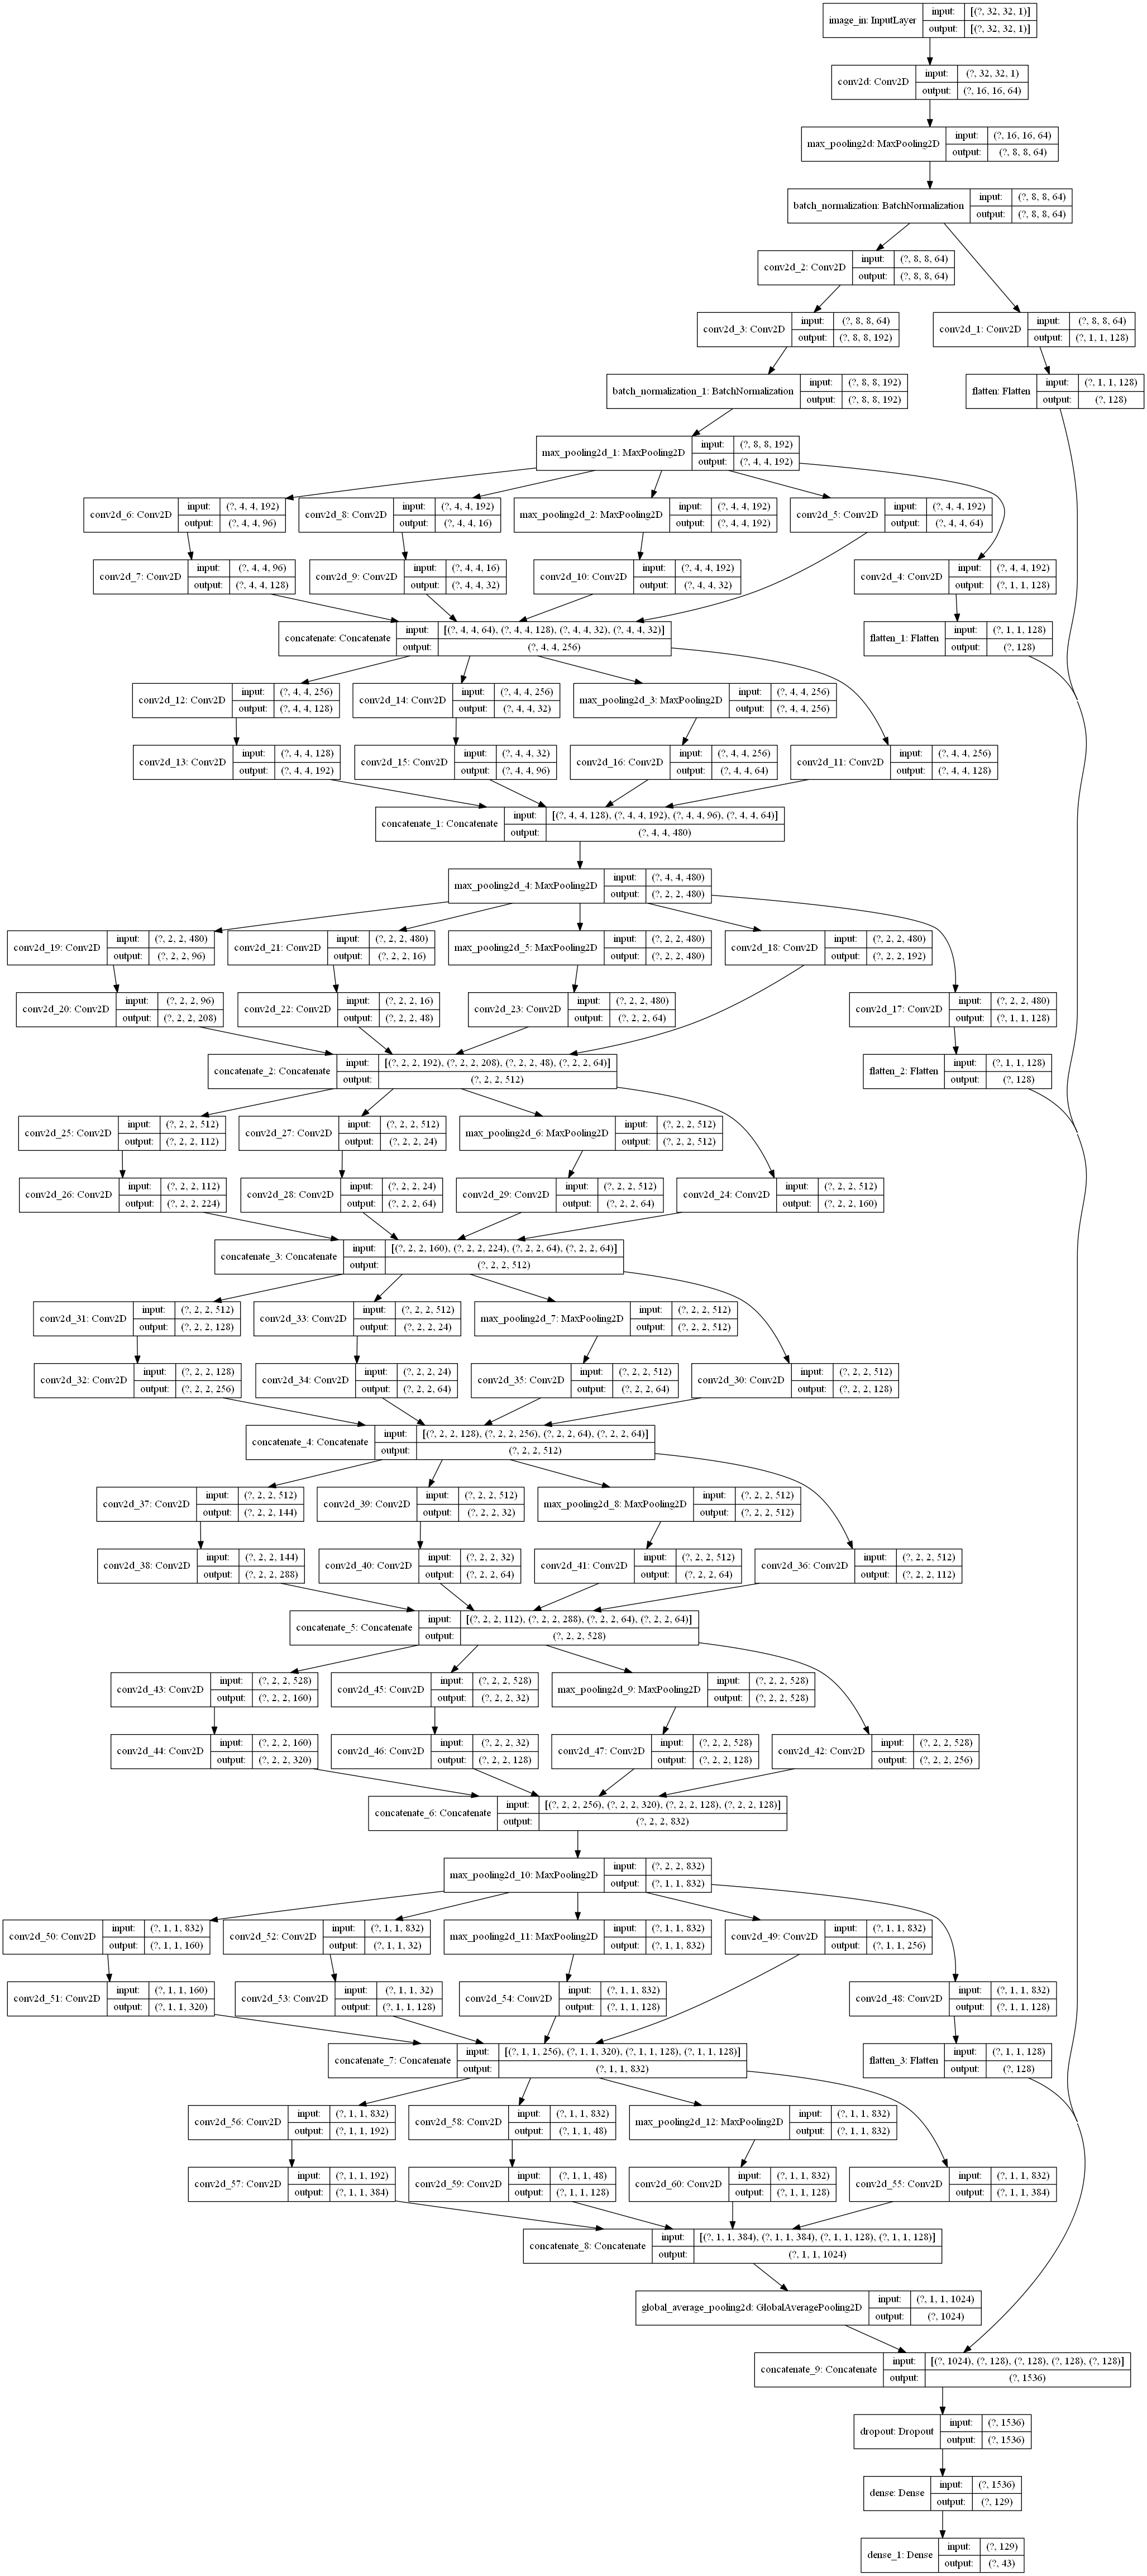 image_in: InputLayer
input: [(?, 32, 32, 1)]
output: [(?, 32, 32, 1)]
conv2d: Conv2D
input: (?, 32, 32, 1)
output: (?, 16, 16, 64)
max_pooling2d: MaxPooling2D
input: (?, 16, 16, 64)
output: (?, 8, 8, 64)
batch_normalization: BatchNormalization
input: (?, 8, 8, 64)
output: (?, 8, 8, 64)
conv2d_2: Conv2D
input: (?, 8, 8, 64)
output: (?, 8, 8, 64)
conv2d_3: Conv2D
input: (?, 8, 8, 64)
output: (?, 8, 8, 192)
conv2d_1: Conv2D
input: (?, 8, 8, 64)
output: (?, 1, 1, 128)
batch_normalization_1: BatchNormalization
input: (?, 8, 8, 192)
output: (?, 8, 8, 192)
flatten: Flatten
input: (?, 1, 1, 128)
output: (?, 128)
max_pooling2d_1: MaxPooling2D
input: (?, 8, 8, 192)
output: (?, 4, 4, 192)
conv2d_6: Conv2D
input: (?, 4, 4, 192)
output: (?, 4, 4, 96)
conv2d_8: Conv2D
input: (?, 4, 4, 192)
output: (?, 4, 4, 16)
max_pooling2d_2: MaxPooling2D
input: (?, 4, 4, 192)
output: (?, 4, 4, 192)
conv2d_5: Conv2D
input: (?, 4, 4, 192)
output: (?, 4, 4, 64)
conv2d_7: Conv2D
input: (?, 4, 4, 96)
output: (?, 4, 4, 128)
conv2d_9: Conv2D
input: (?, 4, 4, 16)
output: (?, 4, 4, 32)
conv2d_10: Conv2D
input: (?, 4, 4, 192)
output: (?, 4, 4, 32)
conv2d_4: Conv2D
input: (?, 4, 4, 192)
output: (?, 1, 1, 128)
concatenate: Concatenate
input: [(?, 4, 4, 64), (?, 4, 4, 128), (?, 4, 4, 32), (?, 4, 4, 32)]
output: (?, 4, 4, 256)
flatten_1: Flatten
input: (?, 1, 1, 128)
output: (?, 128)
conv2d_12: Conv2D
input: (?, 4, 4, 256)
output: (?, 4, 4, 128)
conv2d_14: Conv2D
input: (?, 4, 4, 256)
output: (?, 4, 4, 32)
max_pooling2d_3: MaxPooling2D
input: (?, 4, 4, 256)
output: (?, 4, 4, 256)
conv2d_13: Conv2D
input: (?, 4, 4, 128)
output: (?, 4, 4, 192)
conv2d_15: Conv2D
input: (?, 4, 4, 32)
output: (?, 4, 4, 96)
conv2d_16: Conv2D
input: (?, 4, 4, 256)
output: (?, 4, 4, 64)
conv2d_11: Conv2D
input: (?, 4, 4, 256)
output: (?, 4, 4, 128)
concatenate_1: Concatenate
input: [(?, 4, 4, 128), (?, 4, 4, 192), (?, 4, 4, 96), (?, 4, 4, 64)]
output: (?, 4, 4, 480)
max_pooling2d_4: MaxPooling2D
input: (?, 4, 4, 480)
output: (?, 2, 2, 480)
conv2d_19: Conv2D
input: (?, 2, 2, 480)
output: (?, 2, 2, 96)
conv2d_21: Conv2D
input: (?, 2, 2, 480)
output: (?, 2, 2, 16)
max_pooling2d_5: MaxPooling2D
input: (?, 2, 2, 480)
output: (?, 2, 2, 480)
conv2d_18: Conv2D
input: (?, 2, 2, 480)
output: (?, 2, 2, 192)
conv2d_20: Conv2D
input: (?, 2, 2, 96)
output: (?, 2, 2, 208)
conv2d_22: Conv2D
input: (?, 2, 2, 16)
output: (?, 2, 2, 48)
conv2d_23: Conv2D
input: (?, 2, 2, 480)
output: (?, 2, 2, 64)
conv2d_17: Conv2D
input: (?, 2, 2, 480)
output: (?, 1, 1, 128)
concatenate_2: Concatenate
input: [(?, 2, 2, 192), (?, 2, 2, 208), (?, 2, 2, 48), (?, 2, 2, 64)]
output: (?, 2, 2, 512)
flatten_2: Flatten
input: (?, 1, 1, 128)
output: (?, 128)
conv2d_25: Conv2D
input: (?, 2, 2, 512)
output: (?, 2, 2, 112)
conv2d_27: Conv2D
input: (?, 2, 2, 512)
output: (?, 2, 2, 24)
max_pooling2d_6: MaxPooling2D
input: (?, 2, 2, 512)
output: (?, 2, 2, 512)
conv2d_26: Conv2D
input: (?, 2, 2, 112)
output: (?, 2, 2, 224)
conv2d_28: Conv2D
input: (?, 2, 2, 24)
output: (?, 2, 2, 64)
conv2d_29: Conv2D
input: (?, 2, 2, 512)
output: (?, 2, 2, 64)
conv2d_24: Conv2D
input: (?, 2, 2, 512)
output: (?, 2, 2, 160)
concatenate_3: Concatenate
input: [(?, 2, 2, 160), (?, 2, 2, 224), (?, 2, 2, 64), (?, 2, 2, 64)]
output: (?, 2, 2, 512)
conv2d_31: Conv2D
input: (?, 2, 2, 512)
output: (?, 2, 2, 128)
conv2d_33: Conv2D
input: (?, 2, 2, 512)
output: (?, 2, 2, 24)
max_pooling2d_7: MaxPooling2D
input: (?, 2, 2, 512)
output: (?, 2, 2, 512)
conv2d_32: Conv2D
input: (?, 2, 2, 128)
output: (?, 2, 2, 256)
conv2d_34: Conv2D
input: (?, 2, 2, 24)
output: (?, 2, 2, 64)
conv2d_35: Conv2D
input: (?, 2, 2, 512)
output: (?, 2, 2, 64)
conv2d_30: Conv2D
input: (?, 2, 2, 512)
output: (?, 2, 2, 128)
concatenate_4: Concatenate
input: [(?, 2, 2, 128), (?, 2, 2, 256), (?, 2, 2, 64), (?, 2, 2, 64)]
output: (?, 2, 2, 512)
conv2d_37: Conv2D
input: (?, 2, 2, 512)
output: (?, 2, 2, 144)
conv2d_39: Conv2D
input: (?, 2, 2, 512)
output: (?, 2, 2, 32)
max_pooling2d_8: MaxPooling2D
input: (?, 2, 2, 512)
output: (?, 2, 2, 512)
conv2d_38: Conv2D
input: (?, 2, 2, 144)
output: (?, 2, 2, 288)
conv2d_40: Conv2D
input: (?, 2, 2, 32)
output: (?, 2, 2, 64)
conv2d_41: Conv2D
input: (?, 2, 2, 512)
output: (?, 2, 2, 64)
conv2d_36: Conv2D
input: (?, 2, 2, 512)
output: (?, 2, 2, 112)
concatenate_5: Concatenate
input: [(?, 2, 2, 112), (?, 2, 2, 288), (?, 2, 2, 64), (?, 2, 2, 64)]
output: (?, 2, 2, 528)
conv2d_43: Conv2D
input: (?, 2, 2, 528)
output: (?, 2, 2, 160)
conv2d_45: Conv2D
input: (?, 2, 2, 528)
output: (?, 2, 2, 32)
max_pooling2d_9: MaxPooling2D
input: (?, 2, 2, 528)
output: (?, 2, 2, 528)
conv2d_44: Conv2D
input: (?, 2, 2, 160)
output: (?, 2, 2, 320)
conv2d_46: Conv2D
input: (?, 2, 2, 32)
output: (?, 2, 2, 128)
conv2d_47: Conv2D
input: (?, 2, 2, 528)
output: (?, 2, 2, 128)
conv2d_42: Conv2D
input: (?, 2, 2, 528)
output: (?, 2, 2, 256)
concatenate_6: Concatenate
input: [(?, 2, 2, 256), (?, 2, 2, 320), (?, 2, 2, 128), (?, 2, 2, 128)]
output: (?, 2, 2, 832)
max_pooling2d_10: MaxPooling2D
input: (?, 2, 2, 832)
output: (?, 1, 1, 832)
conv2d_50: Conv2D
input: (?, 1, 1, 832)
output: (?, 1, 1, 160)
conv2d_52: Conv2D
input: (?, 1, 1, 832)
output: (?, 1, 1, 32)
max_pooling2d_11: MaxPooling2D
input: (?, 1, 1, 832)
output: (?, 1, 1, 832)
conv2d_49: Conv2D
input: (?, 1, 1, 832)
output: (?, 1, 1, 256)
conv2d_51: Conv2D
input: (?, 1, 1, 160)
output: (?, 1, 1, 320)
conv2d_53: Conv2D
input: (?, 1, 1, 32)
output: (?, 1, 1, 128)
conv2d_54: Conv2D
input: (?, 1, 1, 832)
output: (?, 1, 1, 128)
conv2d_48: Conv2D
input: (?, 1, 1, 832)
output: (?, 1, 1, 128)
concatenate_7: Concatenate
input: [(?, 1, 1, 256), (?, 1, 1, 320), (?, 1, 1, 128), (?, 1, 1, 128)]
output: (?, 1, 1, 832)
flatten_3: Flatten
input: (?, 1, 1, 128)
output: (?, 128)
conv2d_56: Conv2D
input: (?, 1, 1, 832)
output: (?, 1, 1, 192)
conv2d_58: Conv2D
input: (?, 1, 1, 832)
output: (?, 1, 1, 48)
max_pooling2d_12: MaxPooling2D
input: (?, 1, 1, 832)
output: (?, 1, 1, 832)
conv2d_57: Conv2D
input: (?, 1, 1, 192)
output: (?, 1, 1, 384)
conv2d_59: Conv2D
input: (?, 1, 1, 48)
output: (?, 1, 1, 128)
conv2d_60: Conv2D
input: (?, 1, 1, 832)
output: (?, 1, 1, 128)
conv2d_55: Conv2D
input: (?, 1, 1, 832)
output: (?, 1, 1, 384)
concatenate_8: Concatenate
input: [(?, 1, 1, 384), (?, 1, 1, 384), (?, 1, 1, 128), (?, 1, 1, 128)]
output: (?, 1, 1, 1024)
global_average_pooling2d: GlobalAveragePooling2D
input: (?, 1, 1, 1024)
output: (?, 1024)
concatenate_9: Concatenate
input: [(?, 1024), (?, 128), (?, 128), (?, 128), (?, 128)]
output: (?, 1536)
dropout: Dropout
input: (?, 1536)
output: (?, 1536)
dense: Dense
input: (?, 1536)
output: (?, 129)
dense_1: Dense
input: (?, 129)
output: (?, 43)